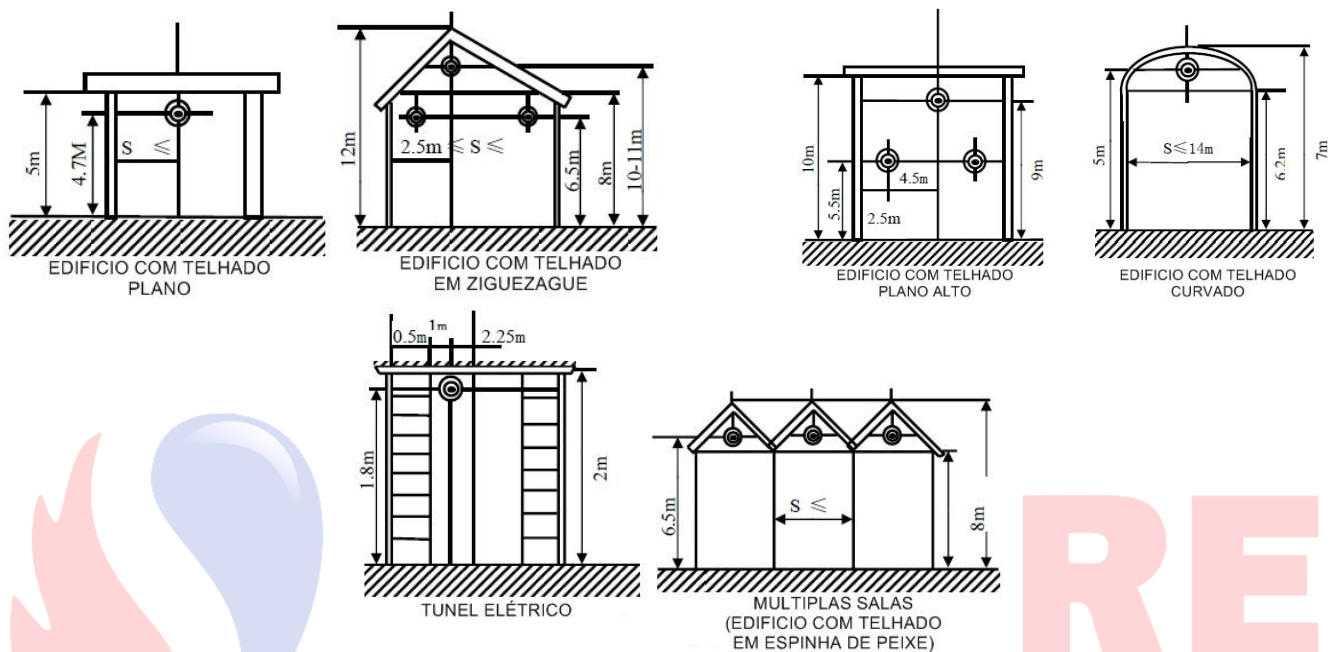 5m
4.7M
S ≤
EDIFICIO COM TELHADO
PLANO
12m
2.5m ≤ S ≤
6.5m
8m
10-11m
EDIFICIO COM TELHADO
EM ZIGUEZAGUE
10m
5.5m
4.5m
2.5m
9m
EDIFICIO COM TELHADO
PLANO ALTO
5m
S≤14m
6.2m
7m
EDIFICIO COM TELHADO
CURVADO
0.5m
1m
2.25m
1.8m
2m
TUNEL ELÉTRICO
6.5m
S ≤
8m
MULTIPLAS SALAS
(EDIFICIO COM TELHADO
EM ESPINHA DE PEIXE)
RE